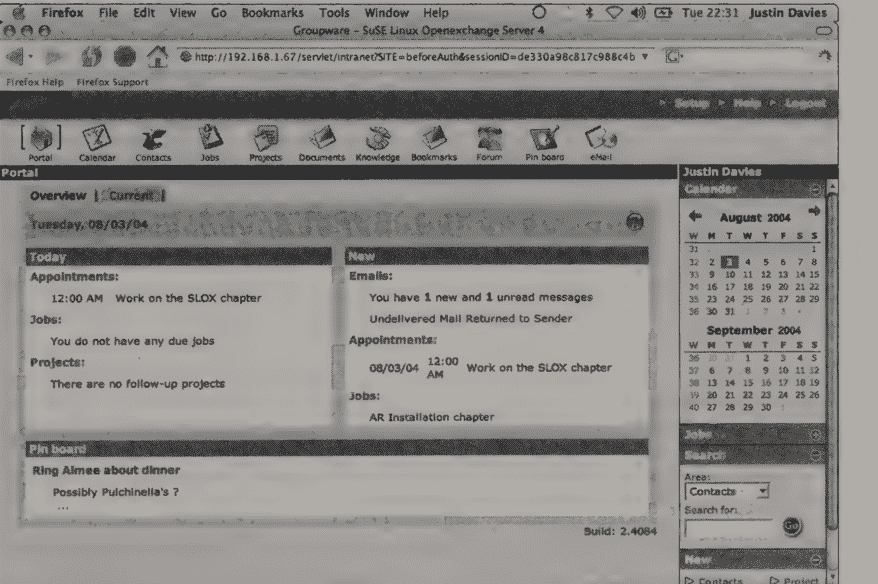 Firefox File Edit View Go Bookmarks Tools Window Help Tue 22:31 Justin Davies
Groupware – SuSE Linux Openexchange Server 4
http://192.168.1.67/servlet/intranet?SITE=beforeAuth&sessionID=de330a98c817c988c4b
Firefox Help Firefox Support
Setup Help Logout
Portal Calendar Contacts Jobs Projects Documents Knowledge Bookmarks Forum Pin board eMail
Portal
Overview | Current |
Tuesday, 08/03/04
Today
Appointments:
12:00 AM Work on the SLOX chapter
Jobs:
You do not have any due jobs
Projects:
There are no follow-up projects
New
Emails:
You have 1 new and 1 unread messages
Undelivered Mail Returned to Sender
Appointments:
08/03/04 12:00 AM Work on the SLOX chapter
Jobs:
AR Installation chapter
Pin board
Ring Aimee about dinner
Possibly Pulchinella's ?
...
Build: 2.4084
Justin Davies
Calendar
August 2004
W M T W T F S S
31 1
32 2 3 4 5 6 7 8
33 9 10 11 12 13 14 15
34 16 17 18 19 20 21 22
35 23 24 25 26 27 28 29
36 30 31
September 2004
W M T W T F S S
36 1 2 3 4 5
37 6 7 8 9 10 11 12
38 13 14 15 16 17 18 19
39 20 21 22 23 24 25 26
40 27 28 29 30
Jobs
Search
Area:
Contacts
Search for:
Go
New
Contacts Project